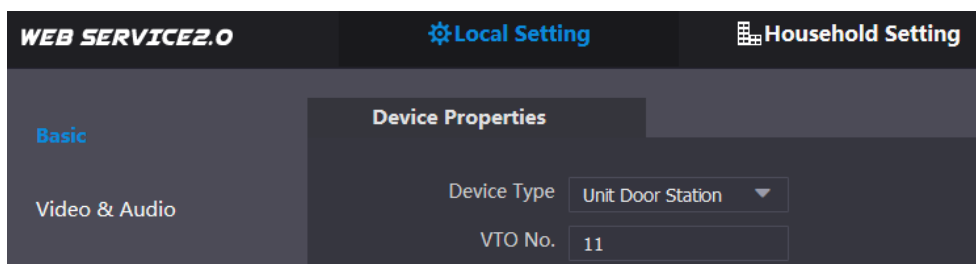 WEB SERVICE2.0 Local Setting Household Setting
Basic
Device Properties
Video & Audio
Device Type Unit Door Station
VTO No. 11